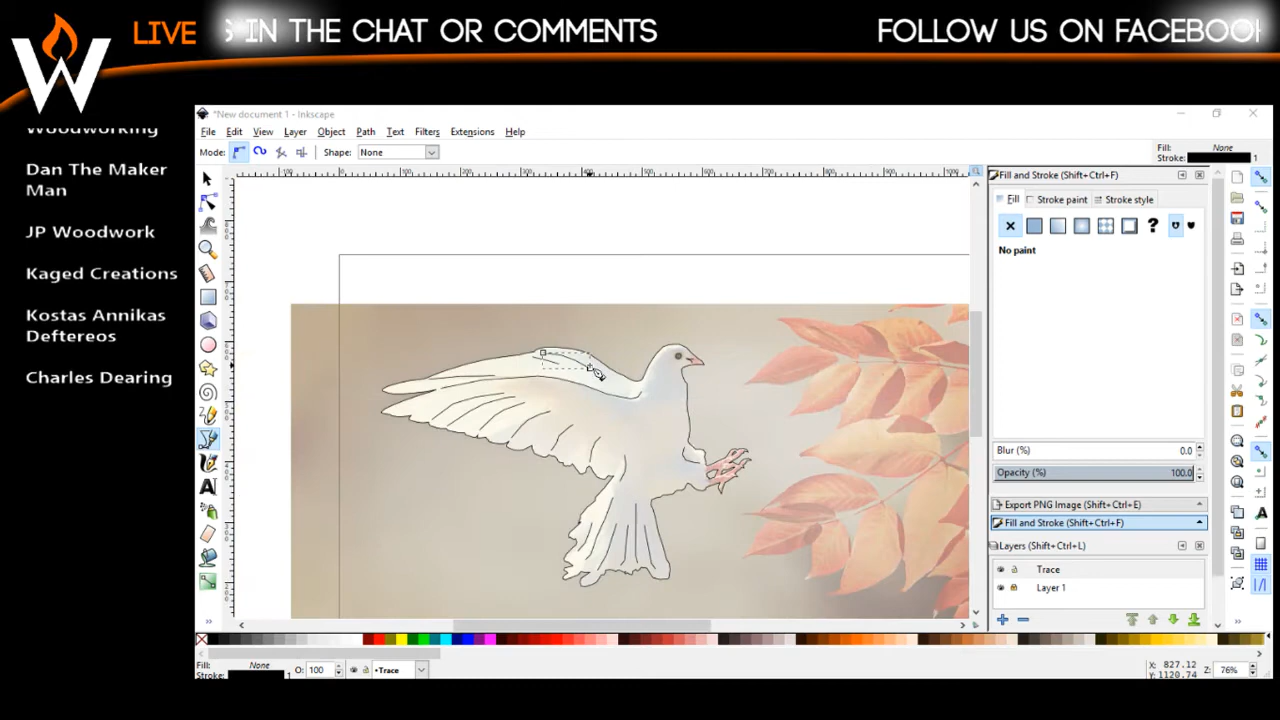 W LIVE S IN THE CHAT OR COMMENTS FOLLOW US ON FACEBOOK
Woodworking
Dan The Maker
Man
JP Woodwork
Kaged Creations
Kostas Annikas
Deftereos
Charles Dearing
*New document 1 - Inkscape
File Edit View Layer Object Path Text Filters Extensions Help
Mode: Shape: None
Fill: None
Stroke: 1
Fill and Stroke (Shift+Ctrl+F)
Fill Stroke paint Stroke style
No paint
Blur (%) 0.0
Opacity (%) 100.0
Export PNG Image (Shift+Ctrl+E)
Fill and Stroke (Shift+Ctrl+F)
Layers (Shift+Ctrl+L)
Trace
Layer 1
Fill: None
Stroke: 1
O: 100
•Trace
X: 827.12
Y: 1120.74
Z: 76%